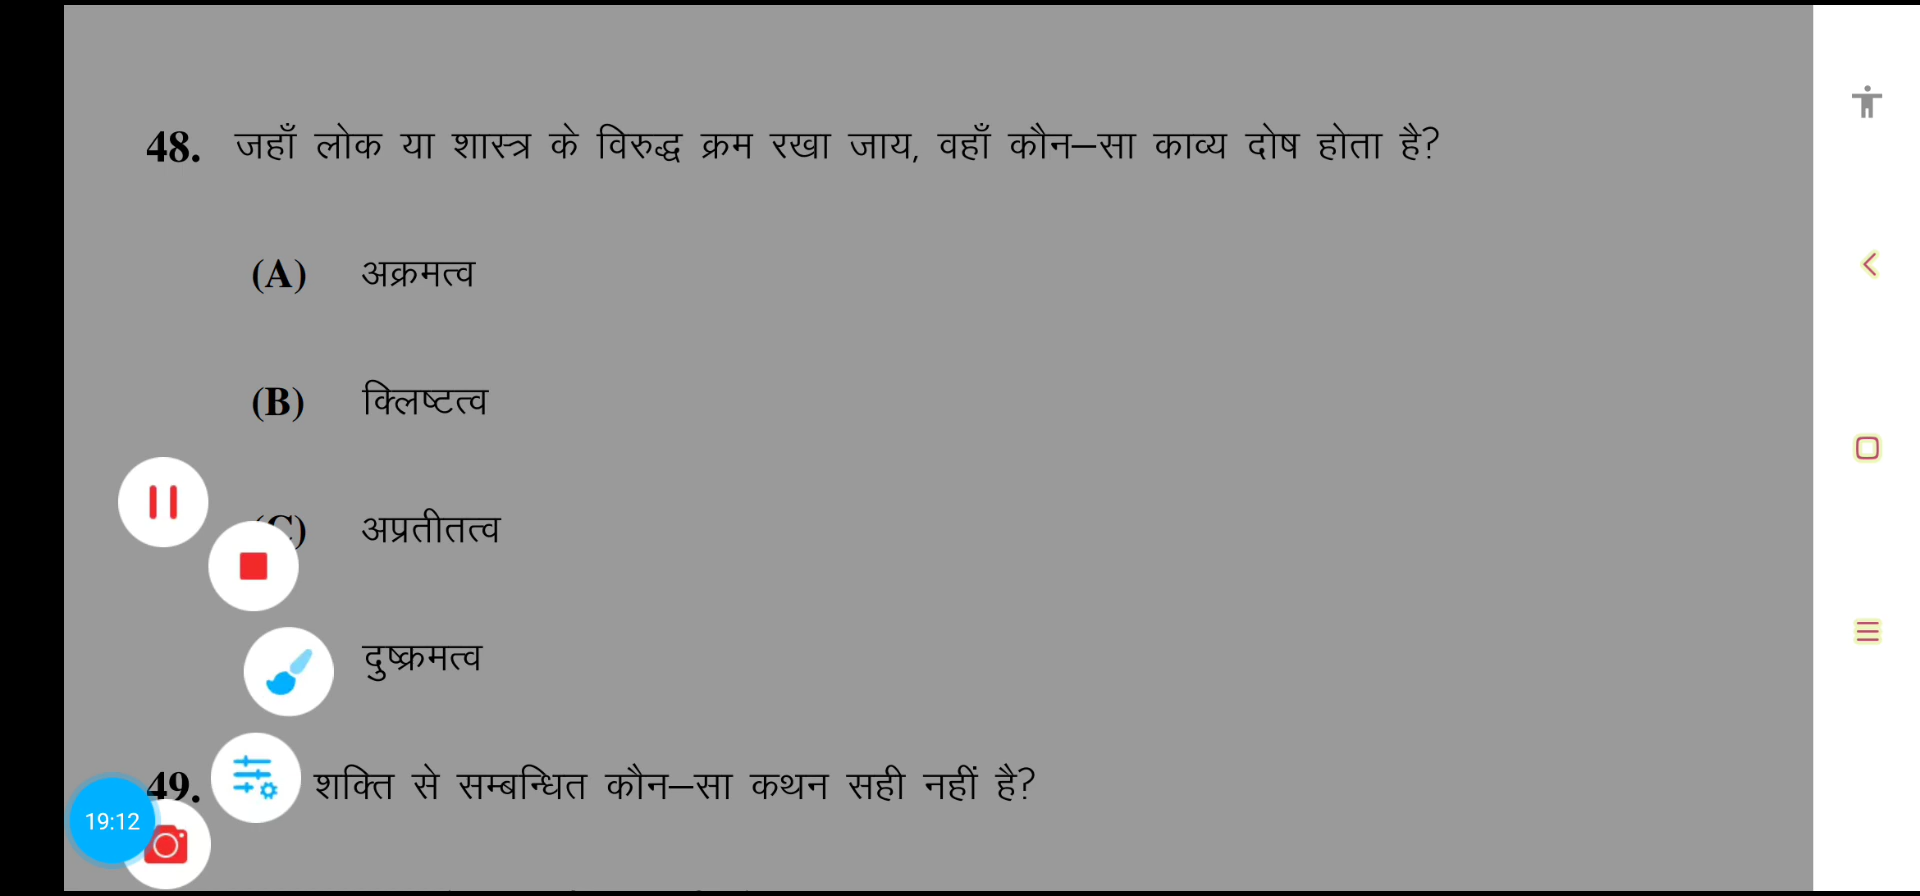 48. जहाँ लोक या शास्त्र के विरुद्ध क्रम रखा जाय, वहाँ कौन–सा काव्य दोष होता है?
(A) अक्रमत्व
(B) क्लिष्टत्व
(C) अप्रतीतत्व
दुष्क्रमत्व
49. शक्ति से सम्बन्धित कौन–सा कथन सही नहीं है?
19:12